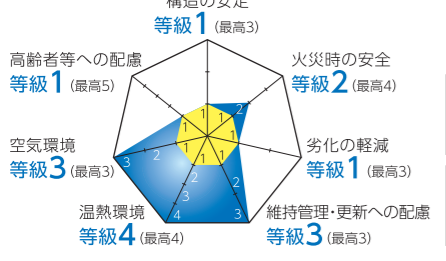 構造の安定
等級1(最高3)
高齢者等への配慮
等級1(最高5)
火災時の安全
等級2(最高4)
空気環境
等級3(最高3)
劣化の軽減
等級1(最高3)
温熱環境
等級4(最高4)
維持管理・更新への配慮
等級3(最高3)
1 1 2
1 1
3 2 1 1 1
2 2
3
4 3